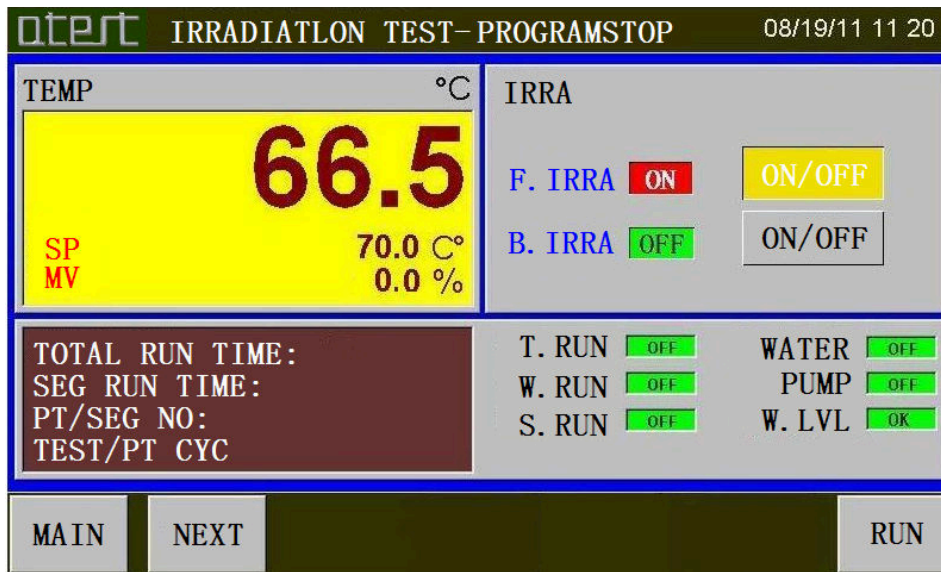 atest IRRADIATLON TEST-PROGRAMSTOP 08/19/11 11 20
TEMP °C
66.5
SP 70.0 C°
MV 0.0 %
IRRA
F. IRRA ON ON/OFF
B. IRRA OFF ON/OFF
TOTAL RUN TIME:
SEG RUN TIME:
PT/SEG NO:
TEST/PT CYC
T. RUN OFF WATER OFF
W. RUN OFF PUMP OFF
S. RUN OFF W. LVL OK
MAIN NEXT RUN